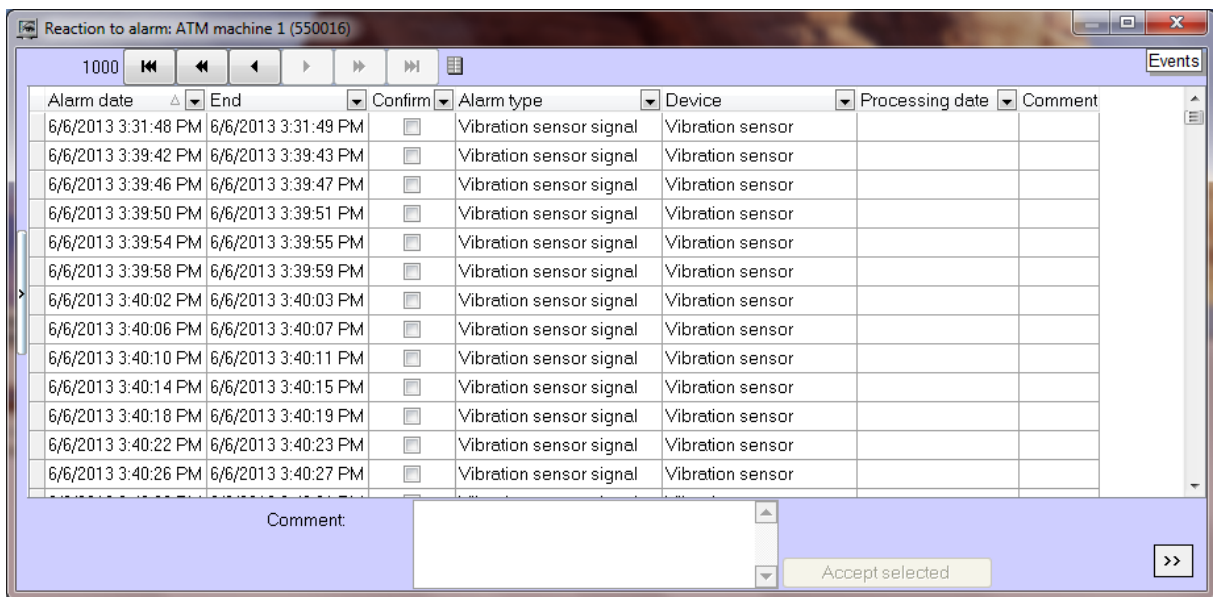 Reaction to alarm: ATM machine 1 (550016)
1000
Events
Alarm date End Confirm Alarm type Device Processing date Comment
6/6/2013 3:31:48 PM 6/6/2013 3:31:49 PM Vibration sensor signal Vibration sensor
6/6/2013 3:39:42 PM 6/6/2013 3:39:43 PM Vibration sensor signal Vibration sensor
6/6/2013 3:39:46 PM 6/6/2013 3:39:47 PM Vibration sensor signal Vibration sensor
6/6/2013 3:39:50 PM 6/6/2013 3:39:51 PM Vibration sensor signal Vibration sensor
6/6/2013 3:39:54 PM 6/6/2013 3:39:55 PM Vibration sensor signal Vibration sensor
6/6/2013 3:39:58 PM 6/6/2013 3:39:59 PM Vibration sensor signal Vibration sensor
6/6/2013 3:40:02 PM 6/6/2013 3:40:03 PM Vibration sensor signal Vibration sensor
6/6/2013 3:40:06 PM 6/6/2013 3:40:07 PM Vibration sensor signal Vibration sensor
6/6/2013 3:40:10 PM 6/6/2013 3:40:11 PM Vibration sensor signal Vibration sensor
6/6/2013 3:40:14 PM 6/6/2013 3:40:15 PM Vibration sensor signal Vibration sensor
6/6/2013 3:40:18 PM 6/6/2013 3:40:19 PM Vibration sensor signal Vibration sensor
6/6/2013 3:40:22 PM 6/6/2013 3:40:23 PM Vibration sensor signal Vibration sensor
6/6/2013 3:40:26 PM 6/6/2013 3:40:27 PM Vibration sensor signal Vibration sensor
Comment:
Accept selected
>>